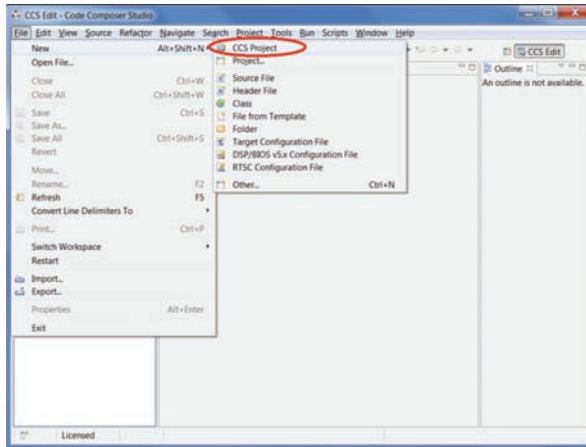 CCS Edit - Code Composer Studio
File Edit View Source Refactor Navigate Search Project Tools Run Scripts Window Help
New Alt+Shift+N
Open File...
Close Ctrl+W
Close All Ctrl+Shift+W
Save Ctrl+S
Save As...
Save All Ctrl+Shift+S
Revert
Move...
Rename... F2
Refresh F5
Convert Line Delimiters To
Print... Ctrl+P
Switch Workspace
Restart
Import...
Export...
Properties Alt+Enter
Exit
CCS Project
Project...
Source File
Header File
Class
File from Template
Folder
Target Configuration File
DSP/BIOS v5.x Configuration File
RTSC Configuration File
Other... Ctrl+N
CCS Edit
Outline
An outline is not available.
Licensed